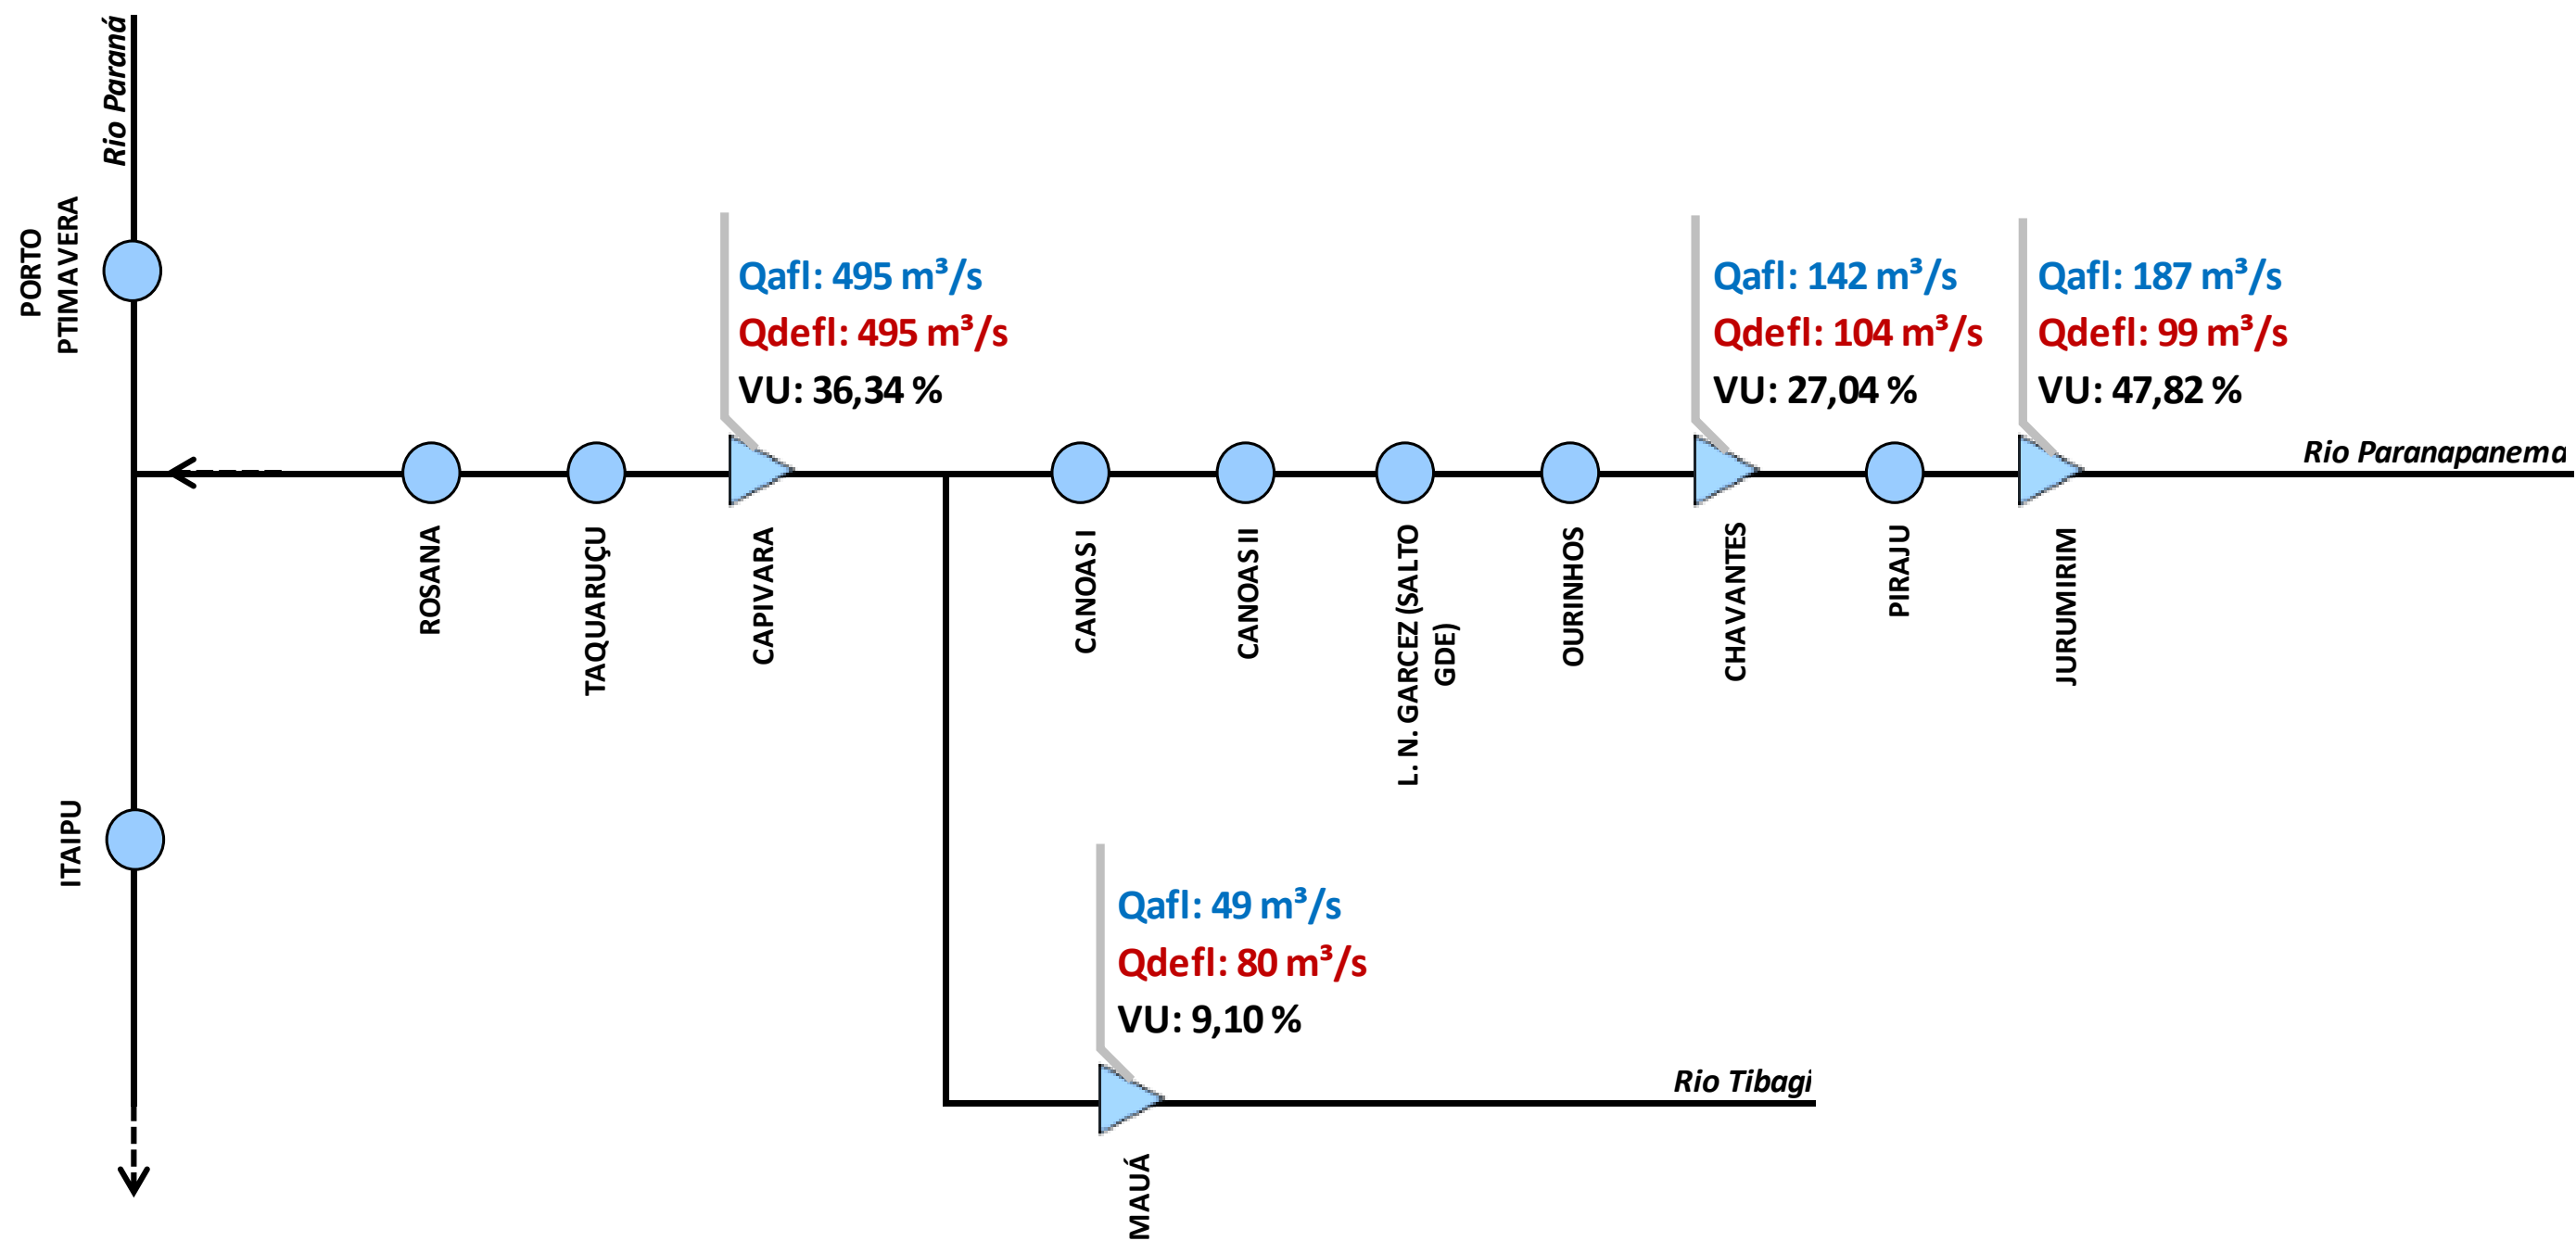 Rio Paraná
PORTO
PTIMAVERA
Qafl: 495 m³/s
Qdefl: 495 m³/s
VU: 36,34 %
Qafl: 142 m³/s
Qdefl: 104 m³/s
VU: 27,04 %
Qafl: 187 m³/s
Qdefl: 99 m³/s
VU: 47,82 %
Rio Paranapanema
ROSANA
TAQUARUÇU
CAPIVARA
CANOAS I
CANOAS II
L. N. GARCEZ (SALTO
GDE)
OURINHOS
CHAVANTES
PIRAJU
JURUMIRIM
ITAIPU
Qafl: 49 m³/s
Qdefl: 80 m³/s
VU: 9,10 %
Rio Tibagi
MAUÁ